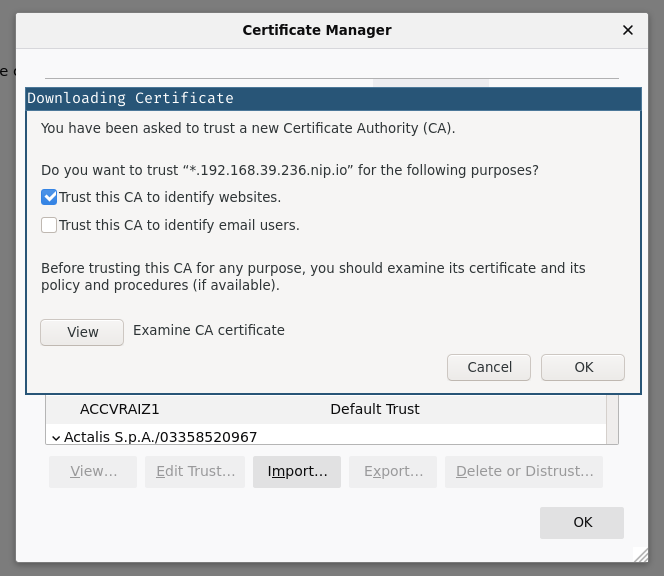 Certificate Manager
Downloading Certificate
You have been asked to trust a new Certificate Authority (CA).
Do you want to trust “*.192.168.39.236.nip.io” for the following purposes?
Trust this CA to identify websites.
Trust this CA to identify email users.
Before trusting this CA for any purpose, you should examine its certificate and its
policy and procedures (if available).
View Examine CA certificate
Cancel OK
ACCVRAIZ1 Default Trust
Actalis S.p.A./03358520967
View… Edit Trust… Import… Export… Delete or Distrust…
OK